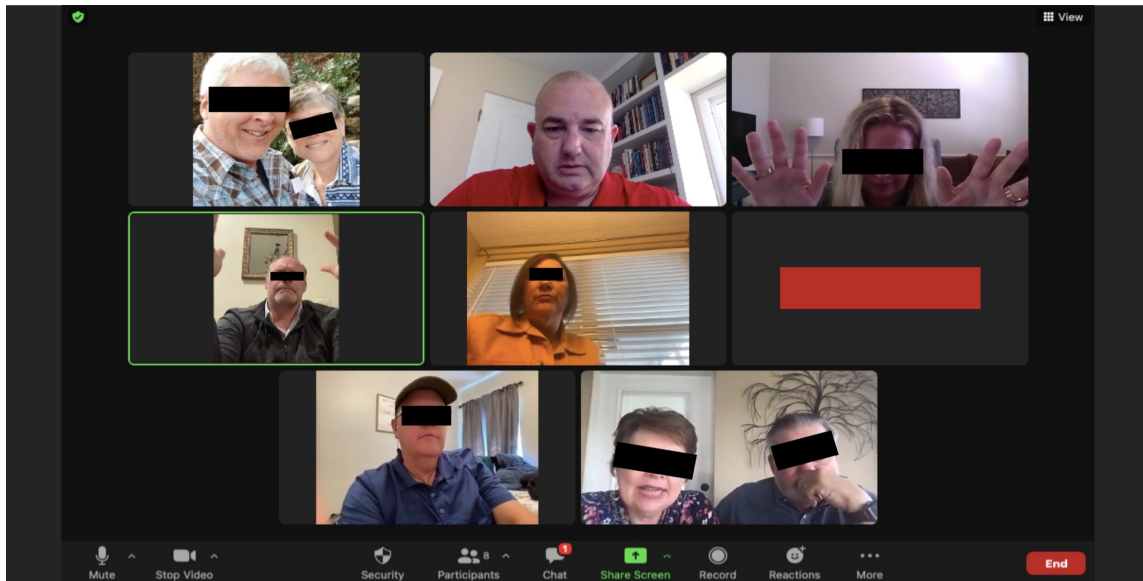 View
Mute
Stop Video
Security
Participants
8
Chat
1
Share Screen
Record
Reactions
More
End